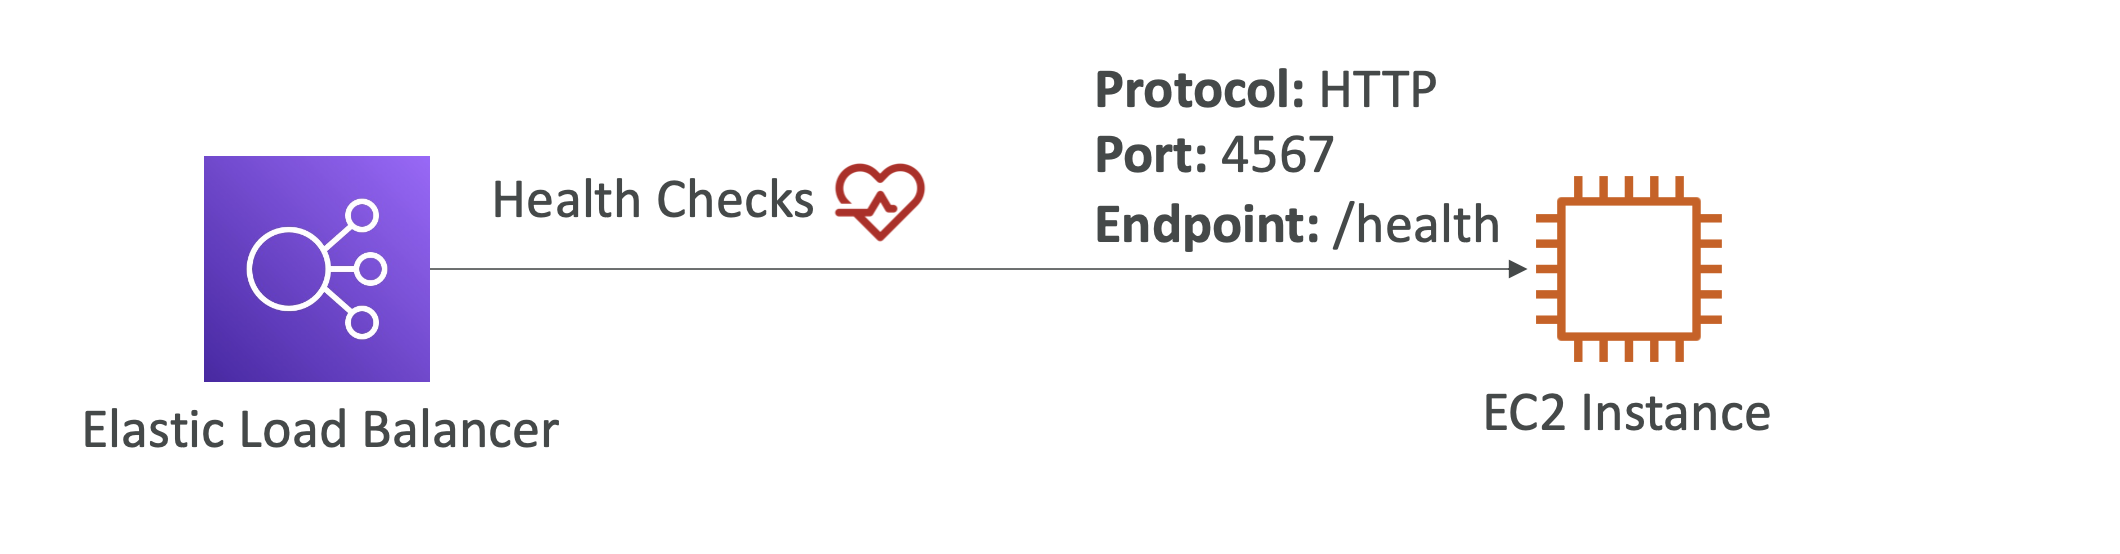 Protocol: HTTP
Port: 4567
Health Checks
Endpoint: /health
Elastic Load Balancer
EC2 Instance